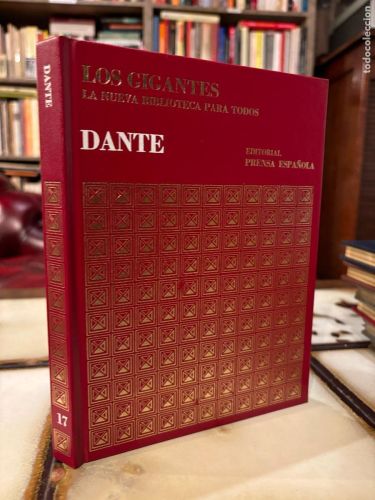 LOS GIGANTES
LA NUEVA BIBLIOTECA PARA TODOS
DANTE
EDITORIAL
PRENSA ESPAÑOLA
DANTE
17
todocoleccion